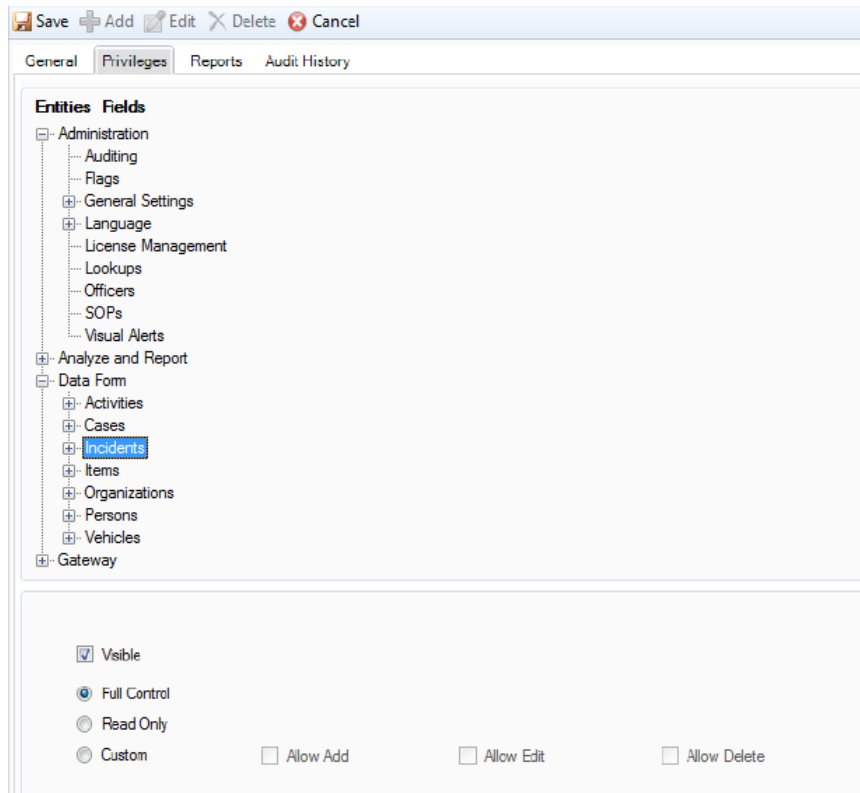 Save Add Edit Delete Cancel
General Privileges Reports Audit History
Entities Fields
Administration
Auditing
Flags
General Settings
Language
License Management
Lookups
Officers
SOPs
Visual Alerts
Analyze and Report
Data Form
Activities
Cases
Incidents
Items
Organizations
Persons
Vehicles
Gateway
Visible
Full Control
Read Only
Custom Allow Add Allow Edit Allow Delete